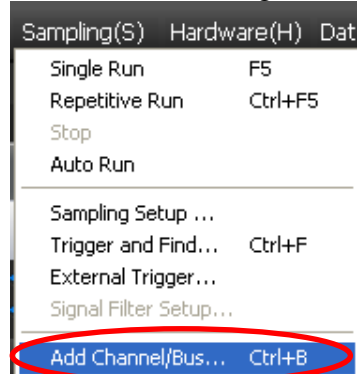 Sampling(S) Hardware(H) Dat
Single Run F5
Repetitive Run Ctrl+F5
Stop
Auto Run
Sampling Setup ...
Trigger and Find... Ctrl+F
External Trigger...
Signal Filter Setup...
Add Channel/Bus... Ctrl+B